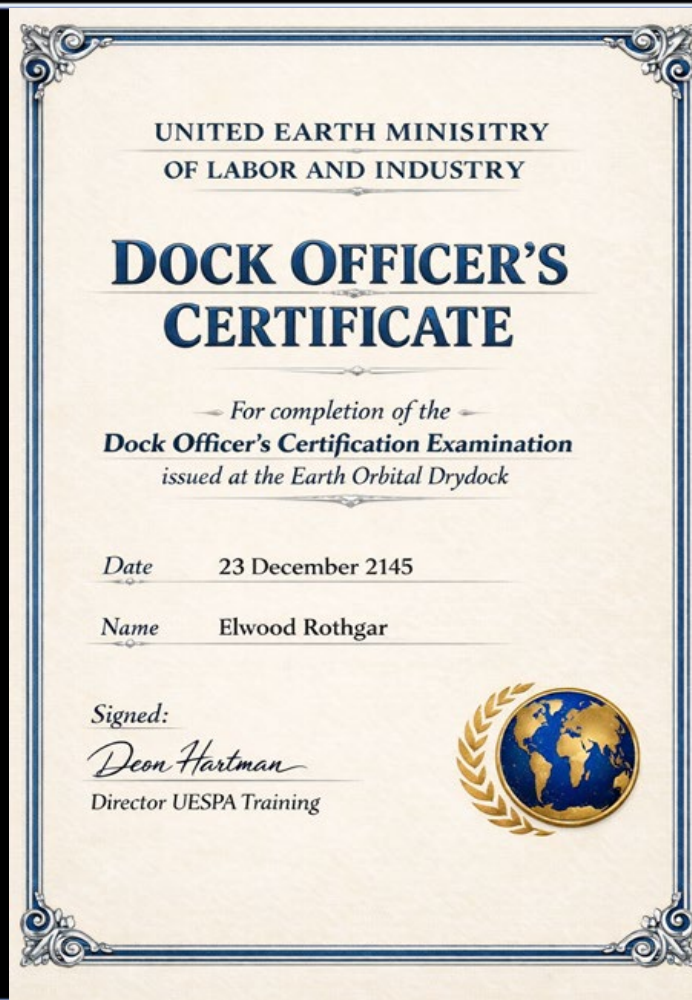 UNITED EARTH MINISITRY
OF LABOR AND INDUSTRY
DOCK OFFICER'S
CERTIFICATE
For completion of the
Dock Officer's Certification Examination
issued at the Earth Orbital Drydock
Date 23 December 2145
Name Elwood Rothgar
Signed:
Deon Hartman
Director UESPA Training